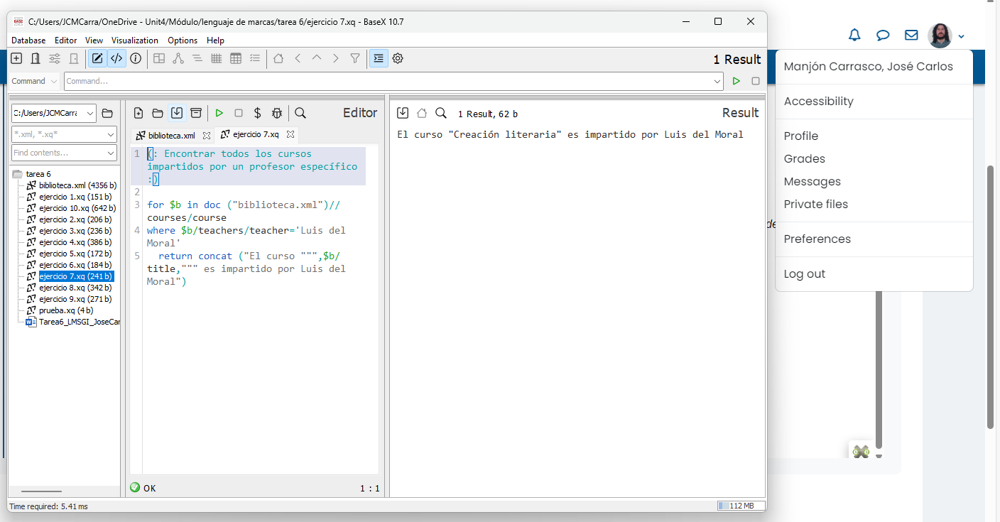 BASE
C:/Users/JCMCarra/OneDrive - Unit4/Módulo/lenguaje de marcas/tarea 6/ejercicio 7.xq - BaseX 10.7
Database Editor View Visualization Options Help
1 Result
Command
Command...
C:/Users/JCMCarra
*.xml, *.xq*
Find contents...
tarea 6
biblioteca.xml (4356 b)
ejercicio 1.xq (151 b)
ejercicio 10.xq (642 b)
ejercicio 2.xq (206 b)
ejercicio 3.xq (236 b)
ejercicio 4.xq (386 b)
ejercicio 5.xq (172 b)
ejercicio 6.xq (184 b)
ejercicio 7.xq (241 b)
ejercicio 8.xq (342 b)
ejercicio 9.xq (271 b)
prueba.xq (4 b)
Tarea6_LMSGI_JoseCar
Editor
biblioteca.xml ejercicio 7.xq
1 (: Encontrar todos los cursos
impartidos por un profesor específico
:)
2
3 for $b in doc ("biblioteca.xml")//
courses/course
4 where $b/teachers/teacher='Luis del
Moral'
5 return concat ("El curso """,$b/
title,""" es impartido por Luis del
Moral")
OK 1 : 1
1 Result, 62 b Result
El curso "Creación literaria" es impartido por Luis del Moral
Time required: 5.41 ms 112 MB
Manjón Carrasco, José Carlos
Accessibility
Profile
Grades
Messages
Private files
Preferences
Log out
de